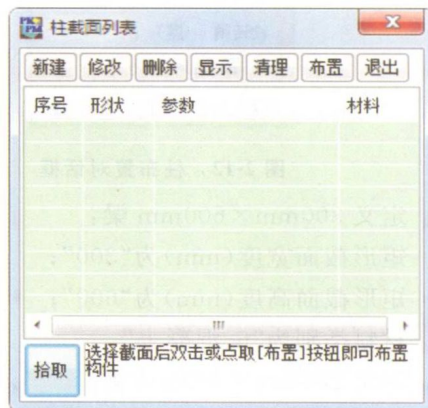 柱截面列表
新建 修改 删除 显示 清理 布置 退出
序号 形状 参数 材料
拾取
选择截面后双击或点取[布置]按钮即可布置
构件